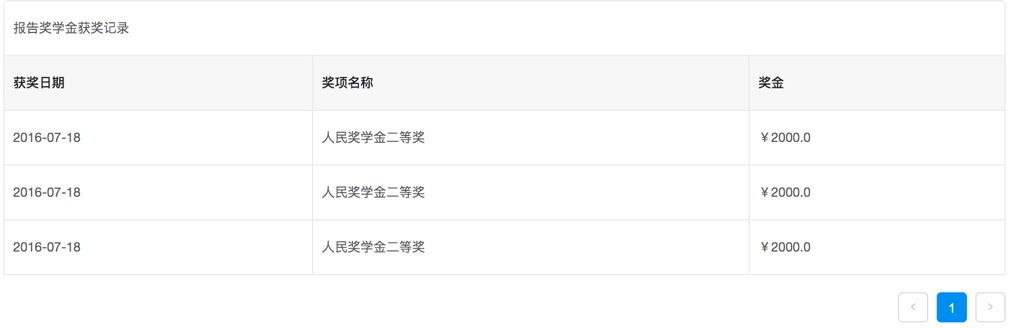 报告奖学金获奖记录
获奖日期 奖项名称 奖金
2016-07-18 人民奖学金二等奖 ￥2000.0
2016-07-18 人民奖学金二等奖 ￥2000.0
2016-07-18 人民奖学金二等奖 ￥2000.0
< 1 >